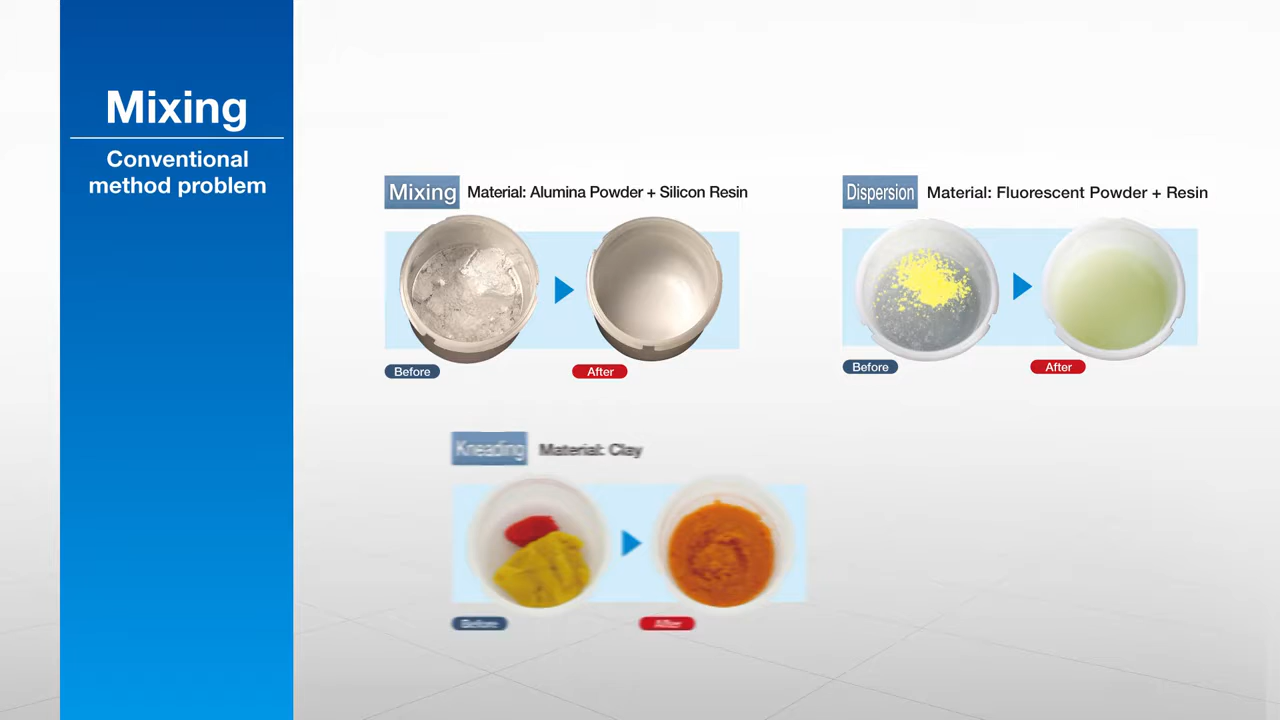 Mixing
Conventional
method problem
Mixing Material: Alumina Powder + Silicon Resin
Before After
Dispersion Material: Fluorescent Powder + Resin
Before After
Kneading Material: Clay
Before After